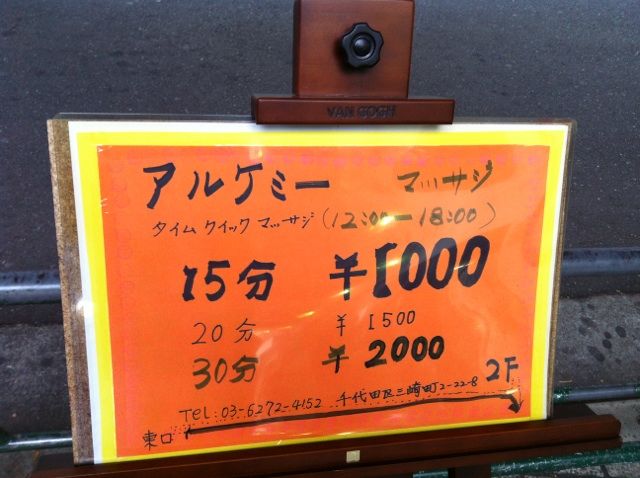 VAN GOGH
アルケミー マッサジ
タイムクイックマッサジ(12:00-18:00)
15分 ¥1000
20分 ¥1500
30分 ¥2000
2F
TEL:03-6272-4152 千代田区三崎町2-22-8
東口